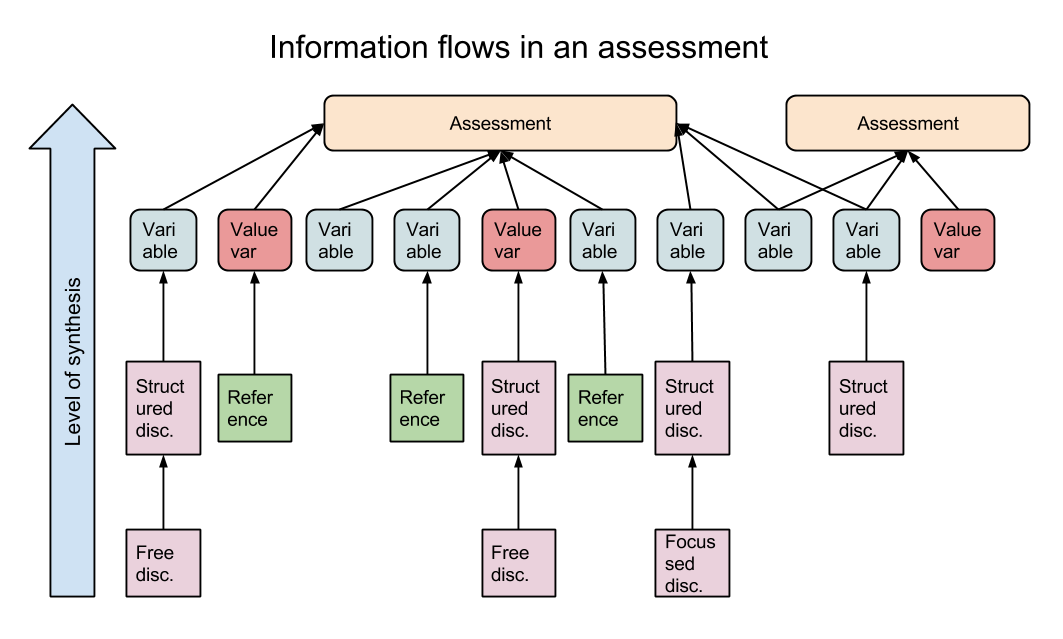 Information flows in an assessment
Assessment
Assessment
Vari
able
Value
var
Vari
able
Vari
able
Value
var
Vari
able
Vari
able
Vari
able
Vari
able
Value
var
Level of synthesis
Struct
ured
disc.
Refer
ence
Refer
ence
Struct
ured
disc.
Refer
ence
Struct
ured
disc.
Struct
ured
disc.
Free
disc.
Free
disc.
Focus
sed
disc.